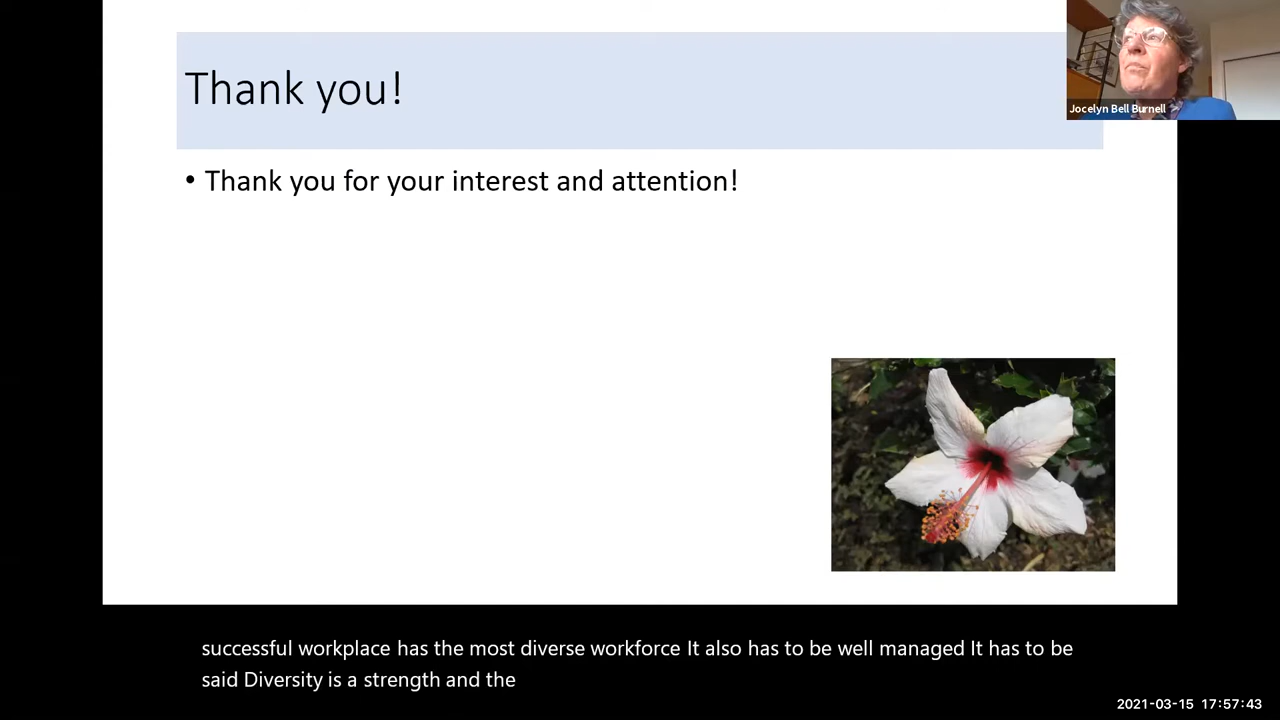 Thank you!
Jocelyn Bell Burnell
• Thank you for your interest and attention!
successful workplace has the most diverse workforce It also has to be well managed It has to be
said Diversity is a strength and the
2021-03-15 17:57:43